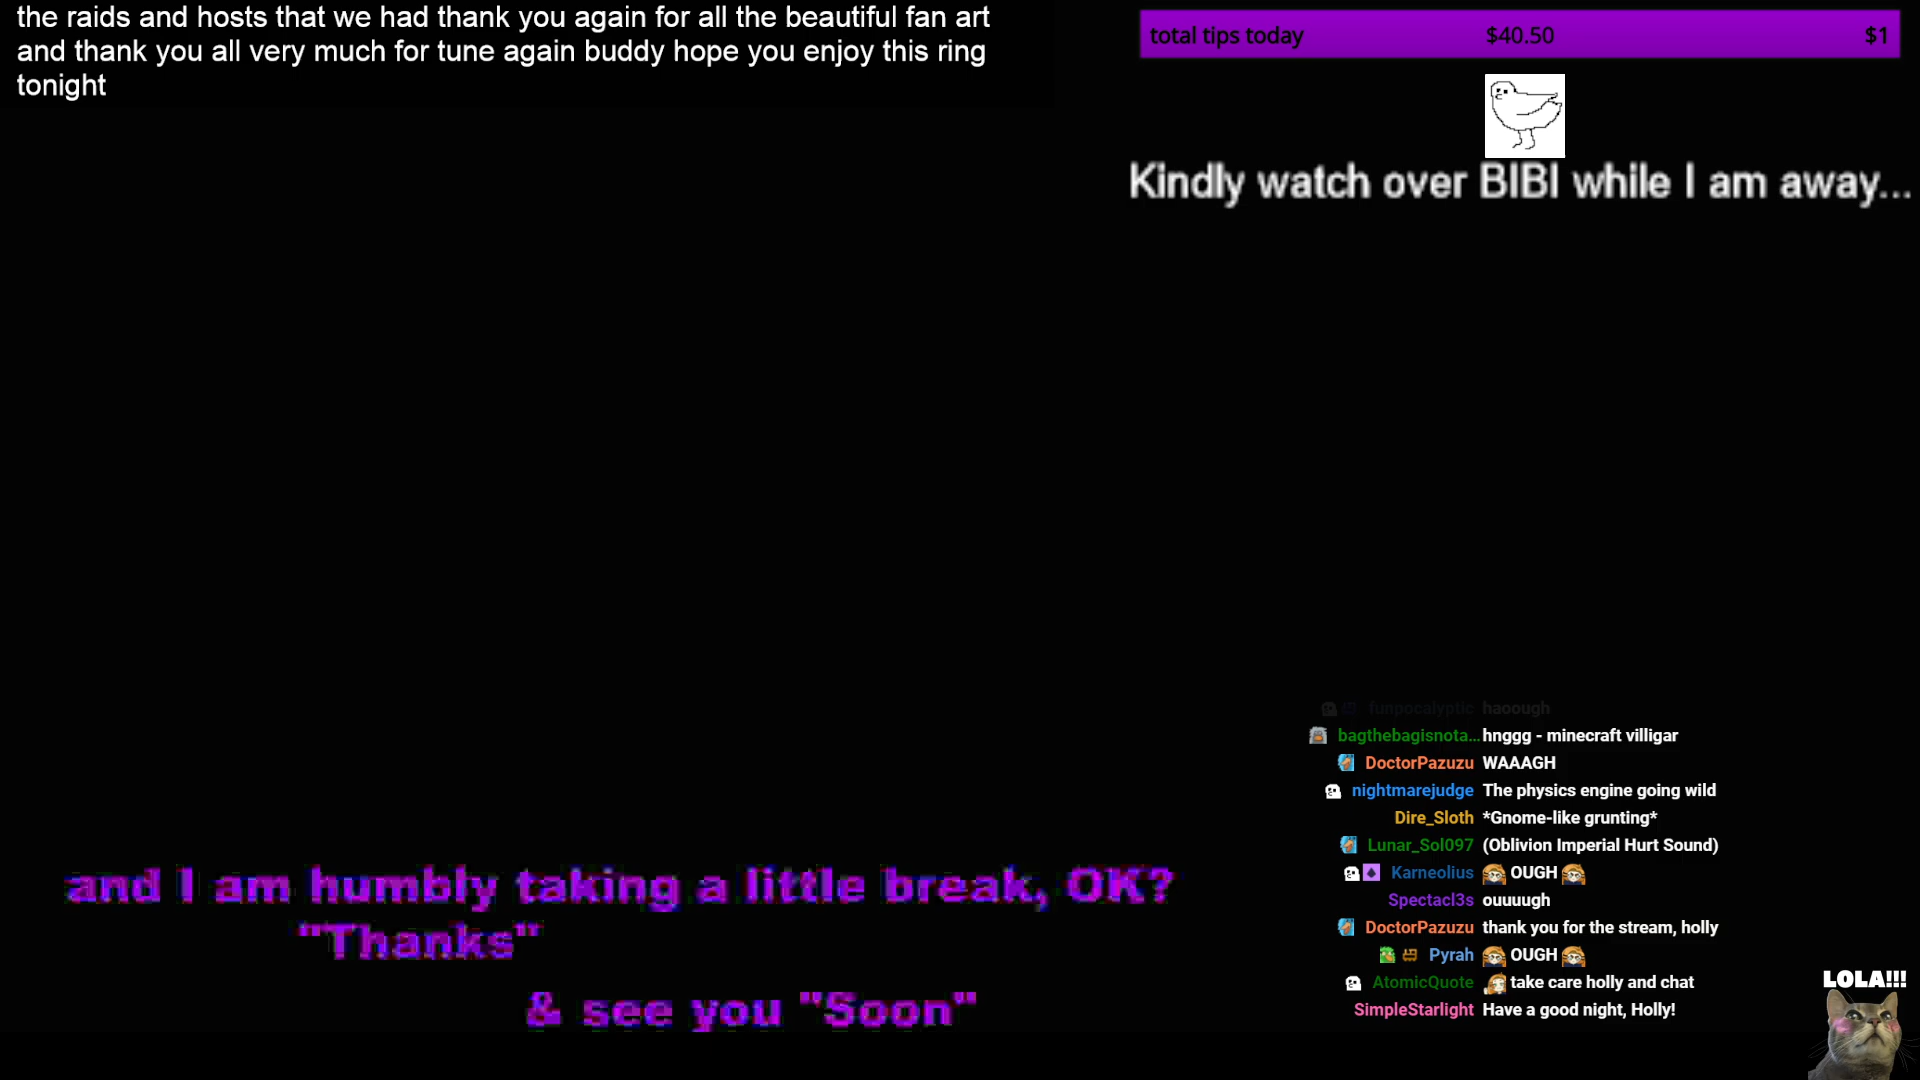 the raids and hosts that we had thank you again for all the beautiful fan art
and thank you all very much for tune again buddy hope you enjoy this ring
tonight
total tips today $40.50 $1
Kindly watch over BIBI while I am away...
funpocalyptic haoough
bagthebagisnota... hnggg - minecraft villigar
DoctorPazuzu WAAAGH
nightmarejudge The physics engine going wild
Dire_Sloth *Gnome-like grunting*
Lunar_Sol097 (Oblivion Imperial Hurt Sound)
Karneolius OUGH
Spectacl3s ouuuugh
DoctorPazuzu thank you for the stream, holly
Pyrah OUGH
AtomicQuote take care holly and chat
SimpleStarlight Have a good night, Holly!
and I am humbly taking a little break, OK?
"Thanks"
& see you "Soon"
LOLA!!!